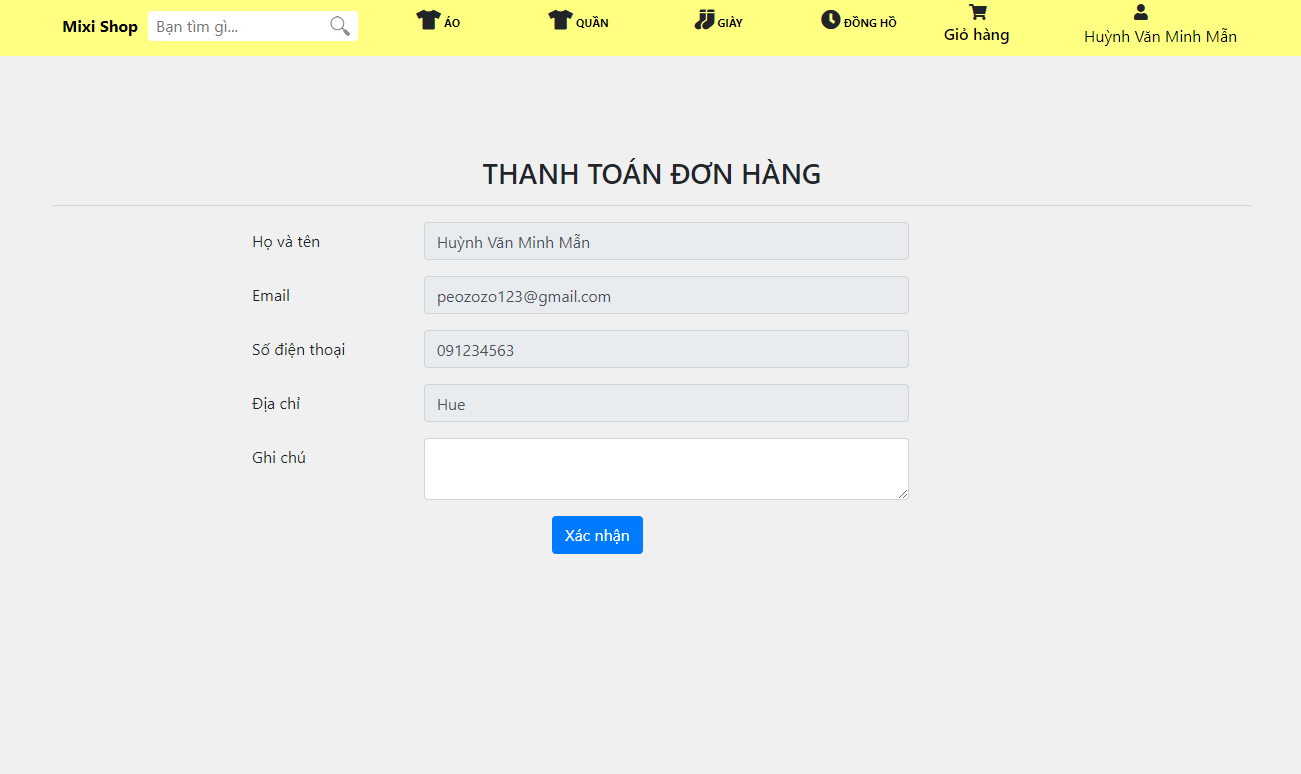 Mixi Shop
Bạn tìm gì...
ÁO
QUẦN
GIÀY
ĐỒNG HỒ
Giỏ hàng
Huỳnh Văn Minh Mẫn
THANH TOÁN ĐƠN HÀNG
Họ và tên
Huỳnh Văn Minh Mẫn
Email
peozozo123@gmail.com
Số điện thoại
091234563
Địa chỉ
Hue
Ghi chú
Xác nhận